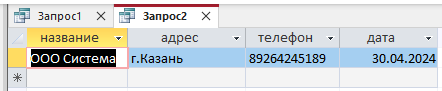 Запрос1 Запрос2
название адрес телефон дата
ООО Система г.Казань 89264245189 30.04.2024